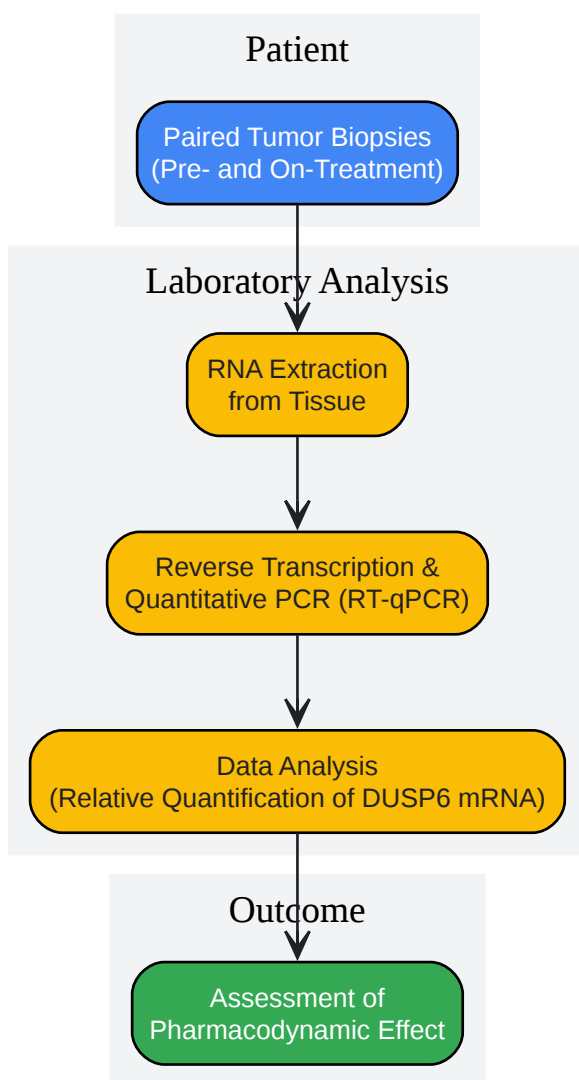 Patient
Paired Tumor Biopsies
(Pre- and On-Treatment)
Laboratory Analysis
RNA Extraction
from Tissue
Reverse Transcription &
Quantitative PCR (RT-qPCR)
Data Analysis
(Relative Quantification of DUSP6 mRNA)
Outcome
Assessment of
Pharmacodynamic Effect